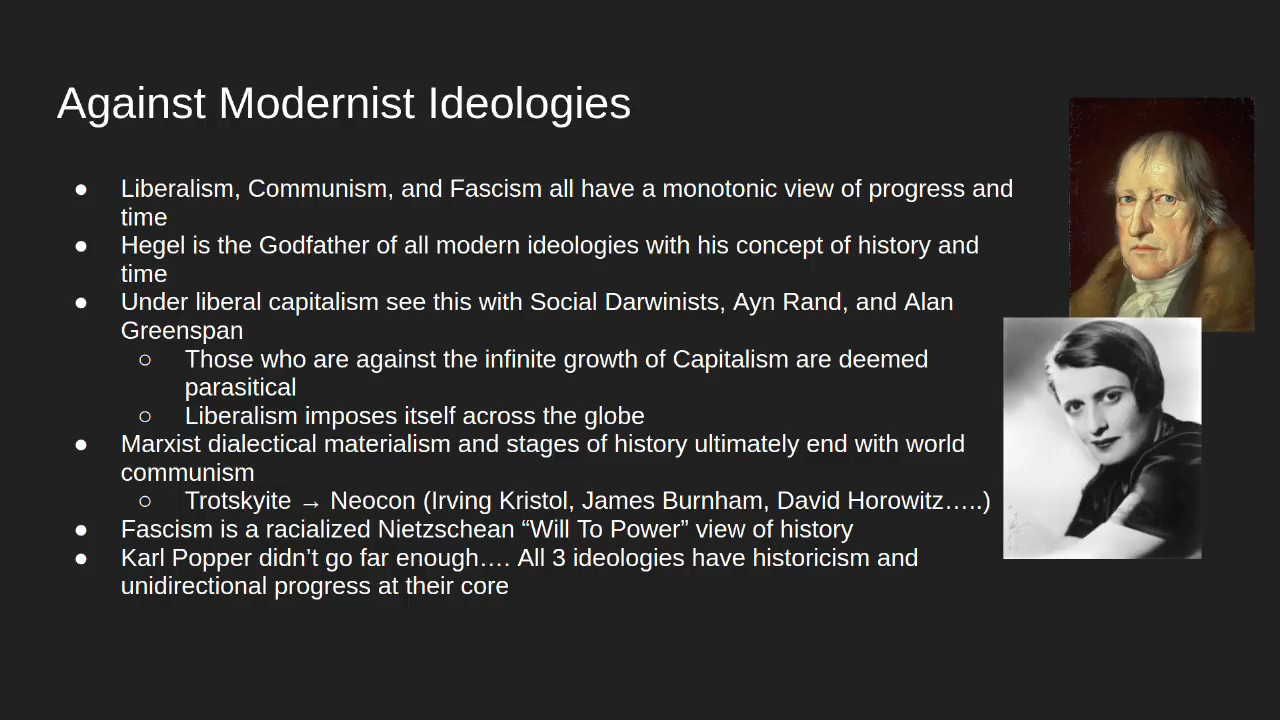 Against Modernist Ideologies
● Liberalism, Communism, and Fascism all have a monotonic view of progress and
time
● Hegel is the Godfather of all modern ideologies with his concept of history and
time
● Under liberal capitalism see this with Social Darwinists, Ayn Rand, and Alan
Greenspan
○ Those who are against the infinite growth of Capitalism are deemed
parasitical
○ Liberalism imposes itself across the globe
● Marxist dialectical materialism and stages of history ultimately end with world
communism
○ Trotskyite → Neocon (Irving Kristol, James Burnham, David Horowitz…..)
● Fascism is a racialized Nietzschean “Will To Power” view of history
● Karl Popper didn’t go far enough…. All 3 ideologies have historicism and
unidirectional progress at their core